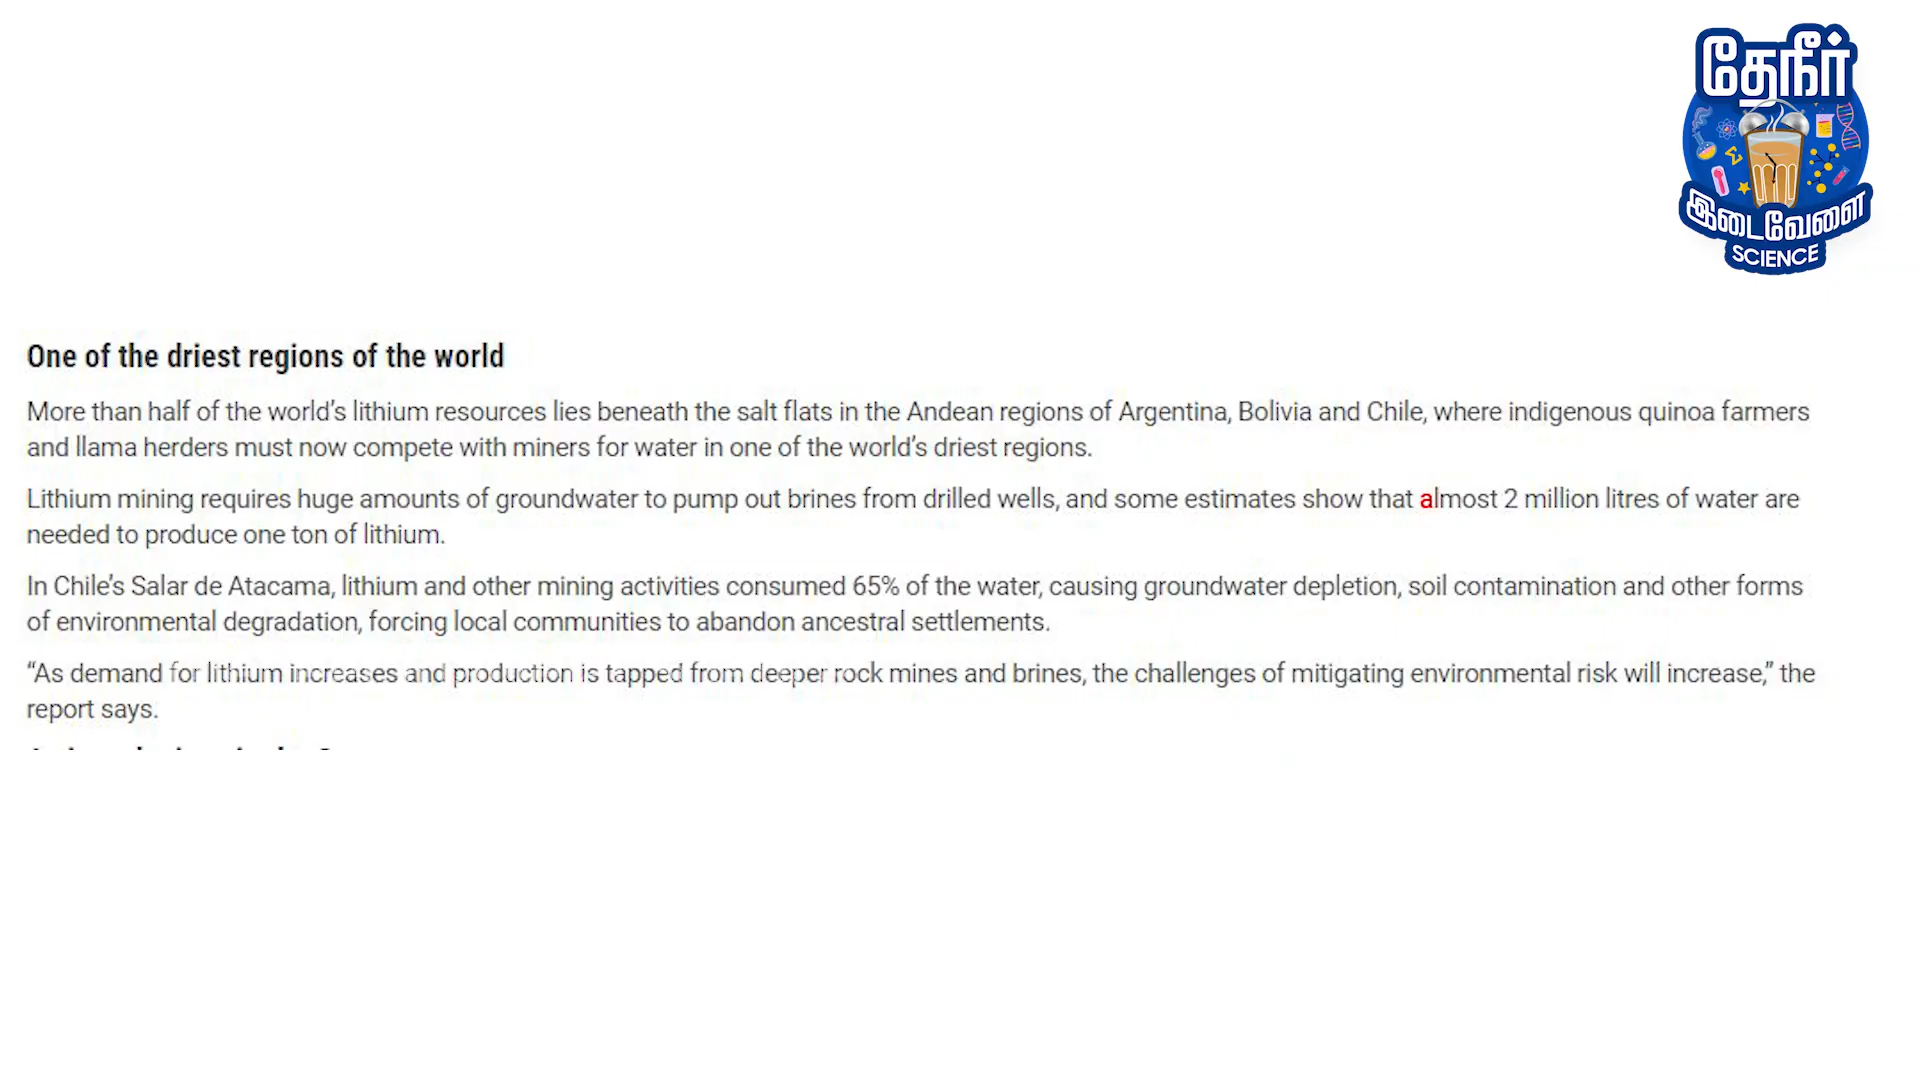 தேநீர்
இடைவேளை
SCIENCE
One of the driest regions of the world
More than half of the world’s lithium resources lies beneath the salt flats in the Andean regions of Argentina, Bolivia and Chile, where indigenous quinoa farmers
and llama herders must now compete with miners for water in one of the world’s driest regions.
Lithium mining requires huge amounts of groundwater to pump out brines from drilled wells, and some estimates show that almost 2 million litres of water are
needed to produce one ton of lithium.
In Chile’s Salar de Atacama, lithium and other mining activities consumed 65% of the water, causing groundwater depletion, soil contamination and other forms
of environmental degradation, forcing local communities to abandon ancestral settlements.
“As demand for lithium increases and production is tapped from deeper rock mines and brines, the challenges of mitigating environmental risk will increase,” the
report says.